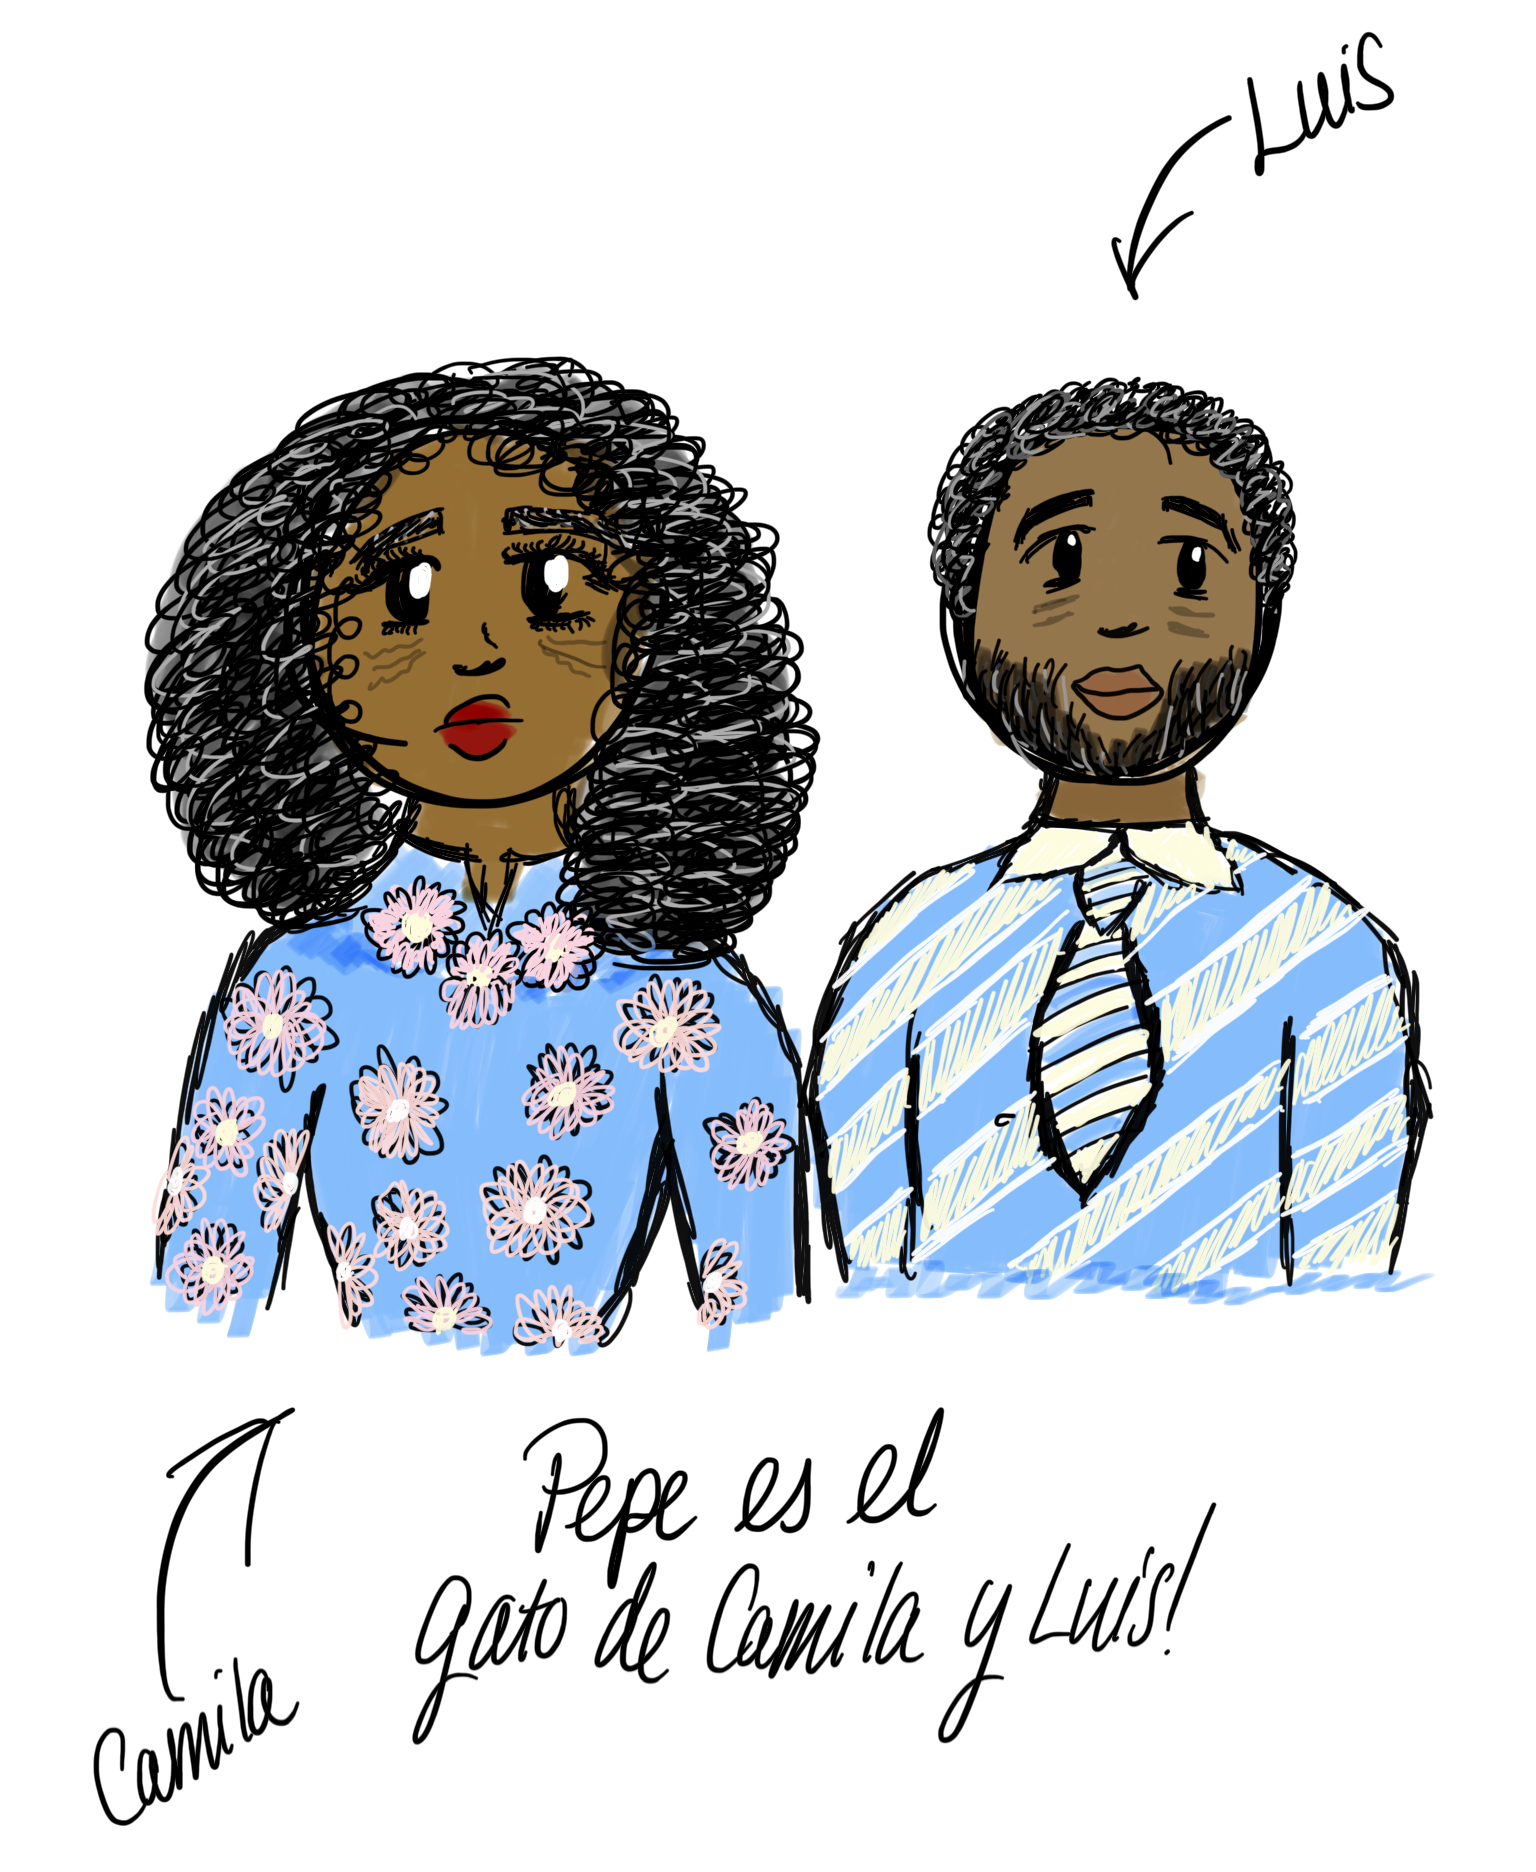 Luis
Pepe es el
gato de Camila y Luis!
Camila